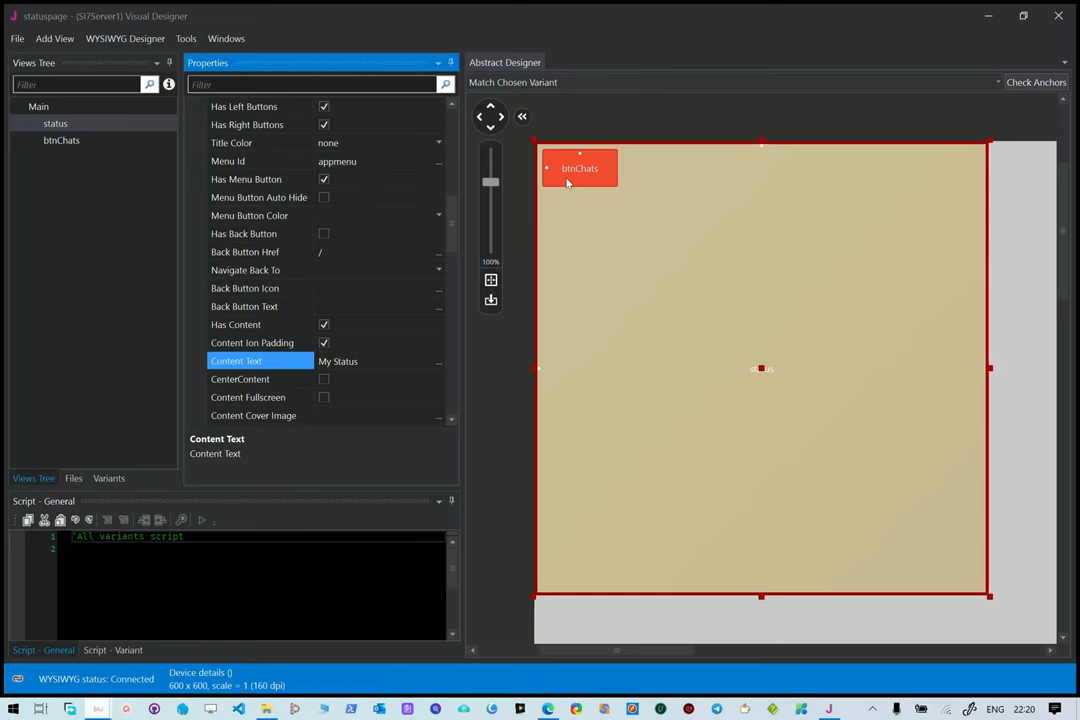 statuspage - (SI7Server1) Visual Designer
File Add View WYSIWYG Designer Tools Windows
Views Tree
Filter
Main
status
btnChats
Views Tree Files Variants
Properties
Filter
Has Left Buttons
Has Right Buttons
Title Color none
Menu Id appmenu ...
Has Menu Button
Menu Button Auto Hide
Menu Button Color
Has Back Button
Back Button Href / ...
Navigate Back To
Back Button Icon ...
Back Button Text ...
Has Content
Content Ion Padding
Content Text My Status ...
CenterContent
Content Fullscreen
Content Cover Image ...
Content Text
Content Text
Abstract Designer
Match Chosen Variant Check Anchors
100%
btnChats
Script - General
1 'All variants script
2
Script - General Script - Variant
WYSIWYG status: Connected
Device details ()
600 x 600, scale = 1 (160 dpi)
ENG 22:20